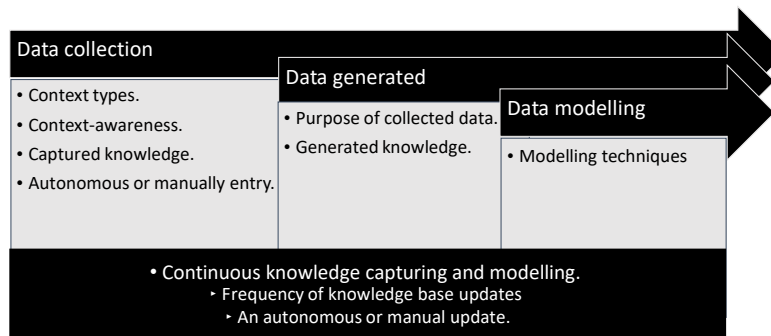 Data collection
• Context types.
• Context-awareness.
• Captured knowledge.
• Autonomous or manually entry.
Data generated
• Purpose of collected data.
• Generated knowledge.
Data modelling
• Modelling techniques
• Continuous knowledge capturing and modelling.
‣ Frequency of knowledge base updates
‣ An autonomous or manual update.